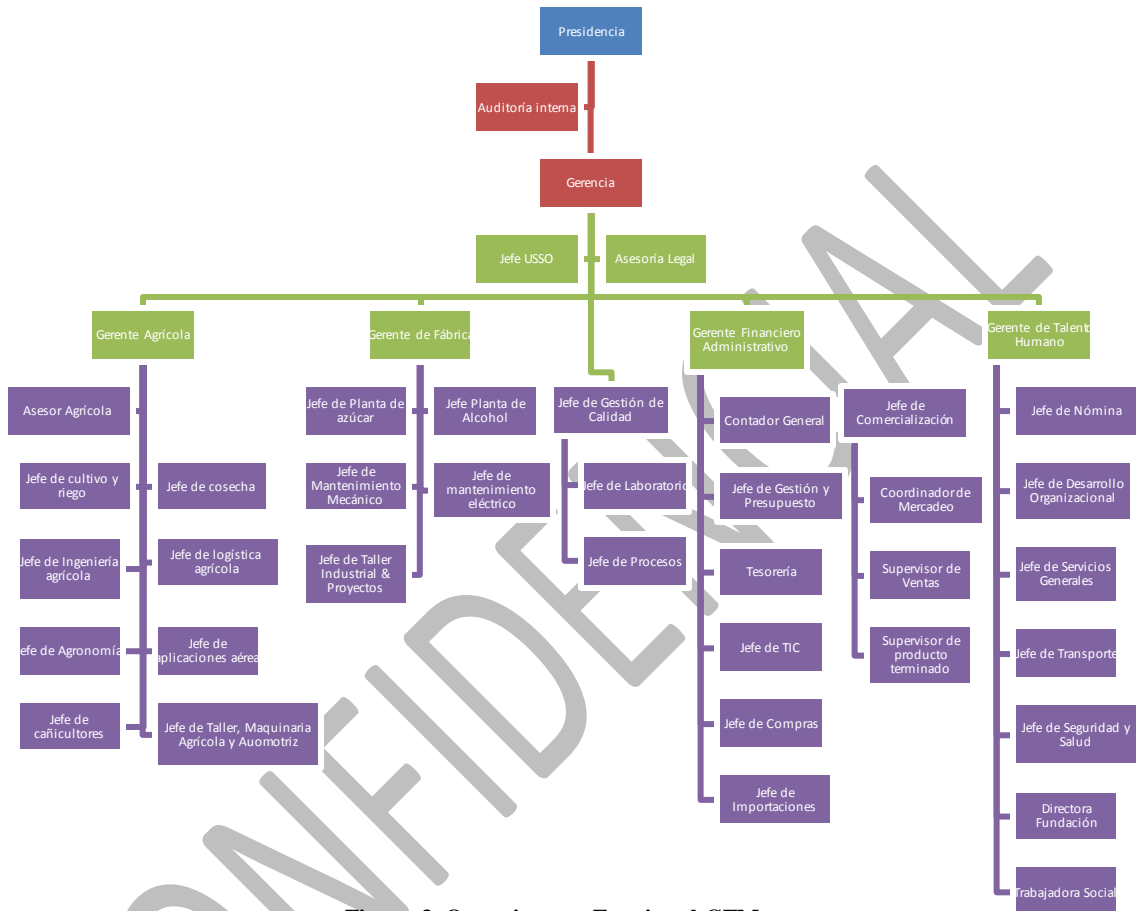 Presidencia
Auditoría interna
Gerencia
Jefe USSO
Asesoría Legal
Gerente Agrícola
Gerente de Fábrica
Gerente Financiero
Administrativo
Gerente de Talento
Humano
Asesor Agrícola
Jefe de cultivo y
riego
Jefe de cosecha
Jefe de Ingeniería
agrícola
Jefe de logística
agrícola
Jefe de Agronomía
Jefe de
aplicaciones aéreas
Jefe de
cañicultores
Jefe de Taller, Maquinaria
Agrícola y Auomotriz
Jefe de Planta de
azúcar
Jefe Planta de
Alcohol
Jefe de
Mantenimiento
Mecánico
Jefe de
mantenimiento
eléctrico
Jefe de Taller
Industrial &
Proyectos
Jefe de Gestión de
Calidad
Jefe de Laboratorio
Jefe de Procesos
Contador General
Jefe de Gestión y
Presupuesto
Tesorería
Jefe de TIC
Jefe de Compras
Jefe de
Importaciones
Jefe de
Comercialización
Coordinador de
Mercadeo
Supervisor de
Ventas
Supervisor de
producto
terminado
Jefe de Nómina
Jefe de Desarrollo
Organizacional
Jefe de Servicios
Generales
Jefe de Transporte
Jefe de Seguridad y
Salud
Directora
Fundación
Trabajadora Social
CONFIDENCIAL